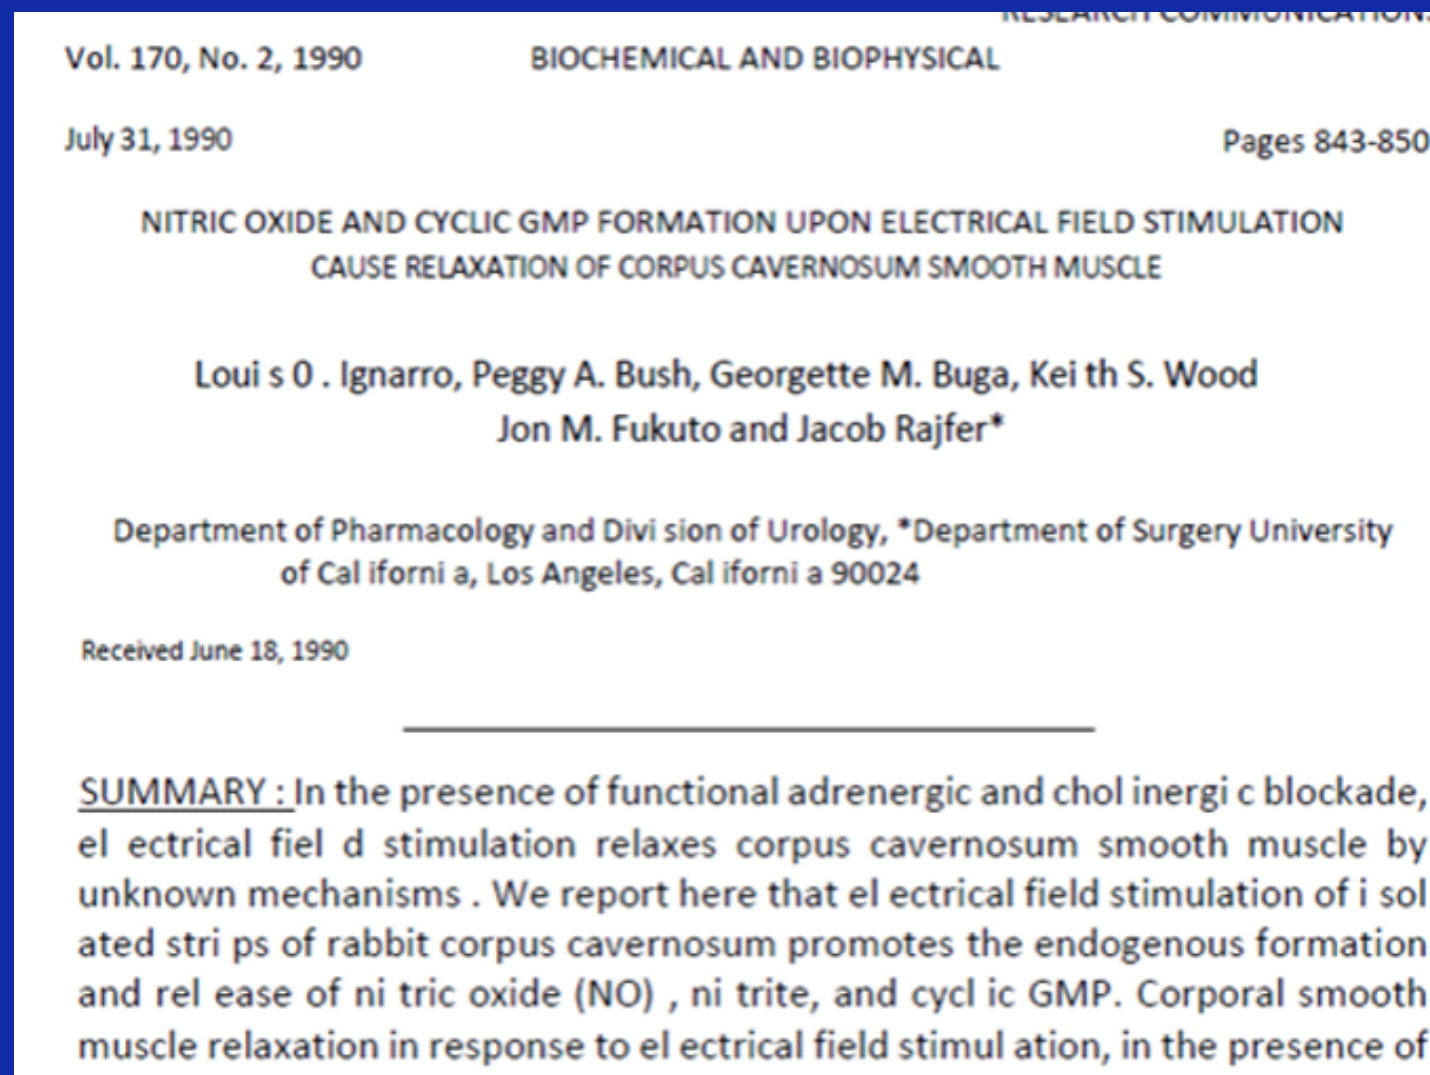 RESEARCH COMMUNICATIONS
Vol. 170, No. 2, 1990 BIOCHEMICAL AND BIOPHYSICAL
July 31, 1990 Pages 843-850
NITRIC OXIDE AND CYCLIC GMP FORMATION UPON ELECTRICAL FIELD STIMULATION
CAUSE RELAXATION OF CORPUS CAVERNOSUM SMOOTH MUSCLE
Loui s 0 . Ignarro, Peggy A. Bush, Georgette M. Buga, Kei th S. Wood
Jon M. Fukuto and Jacob Rajfer*
Department of Pharmacology and Divi sion of Urology, *Department of Surgery University
of Cal iforni a, Los Angeles, Cal iforni a 90024
Received June 18, 1990
SUMMARY : In the presence of functional adrenergic and chol inergi c blockade,
el ectrical fiel d stimulation relaxes corpus cavernosum smooth muscle by
unknown mechanisms . We report here that el ectrical field stimulation of i sol
ated stri ps of rabbit corpus cavernosum promotes the endogenous formation
and rel ease of ni tric oxide (NO) , ni trite, and cycl ic GMP. Corporal smooth
muscle relaxation in response to el ectrical field stimul ation, in the presence of